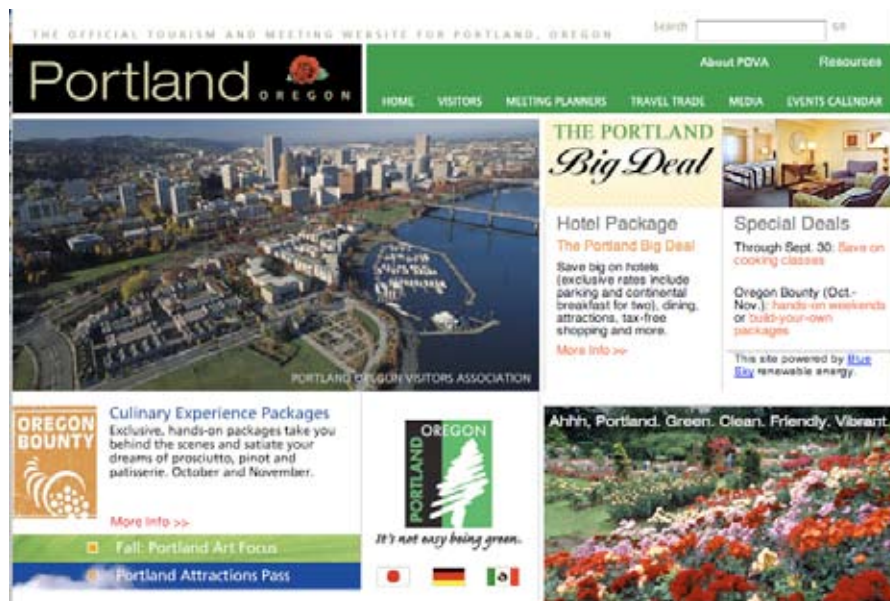 THE OFFICIAL TOURISM AND MEETING WEBSITE FOR PORTLAND, OREGON
Search
GO
Portland
OREGON
About POVA
Resources
HOME
VISITORS
MEETING PLANNERS
TRAVEL TRADE
MEDIA
EVENTS CALENDAR
PORTLAND OREGON VISITORS ASSOCIATION
THE PORTLAND
Big Deal
Hotel Package
The Portland Big Deal
Save big on hotels
(exclusive rates include
parking and continental
breakfast for two), dining,
attractions, tax-free
shopping and more.
More Info >>
Special Deals
Through Sept. 30: Save on
cooking classes
Oregon Bounty (Oct.-
Nov.): hands-on weekends
or build-your-own
packages
This site powered by Blue
Sky renewable energy.
OREGON
BOUNTY
Culinary Experience Packages
Exclusive, hands-on packages take you
behind the scenes and satiate your
dreams of prosciutto, pinot and
patisserie. October and November.
More Info >>
Fall: Portland Art Focus
Portland Attractions Pass
OREGON
PORTLAND
It's not easy being green.
Ahhh, Portland. Green. Clean. Friendly. Vibrant.